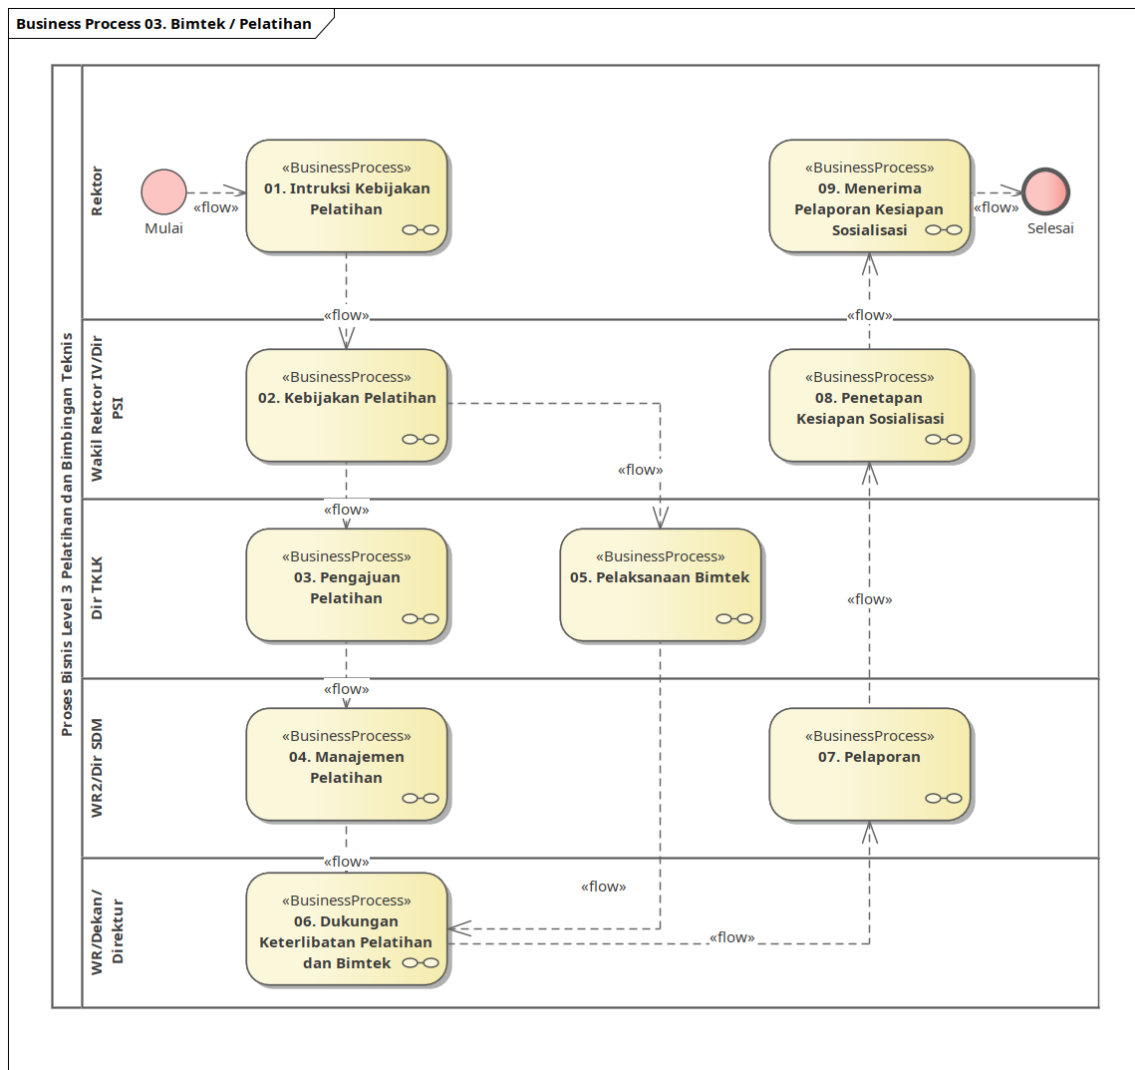 Business Process 03. Bimtek / Pelatihan
Proses Bisnis Level 3 Pelatihan dan Bimbingan Teknis
Rektor
Mulai
«flow»
«BusinessProcess»
01. Intruksi Kebijakan
Pelatihan
«BusinessProcess»
09. Menerima
Pelaporan Kesiapan
Sosialisasi
«flow»
Selesai
«flow»
«flow»
Wakil Rektor IV/Dir
PSI
«BusinessProcess»
02. Kebijakan Pelatihan
«flow»
«BusinessProcess»
08. Penetapan
Kesiapan Sosialisasi
«flow»
Dir TKLK
«BusinessProcess»
03. Pengajuan
Pelatihan
«BusinessProcess»
05. Pelaksanaan Bimtek
«flow»
«flow»
WR2/Dir SDM
«BusinessProcess»
04. Manajemen
Pelatihan
«BusinessProcess»
07. Pelaporan
«flow»
WR/Dekan/
Direktur
«BusinessProcess»
06. Dukungan
Keterlibatan Pelatihan
dan Bimtek
«flow»
«flow»